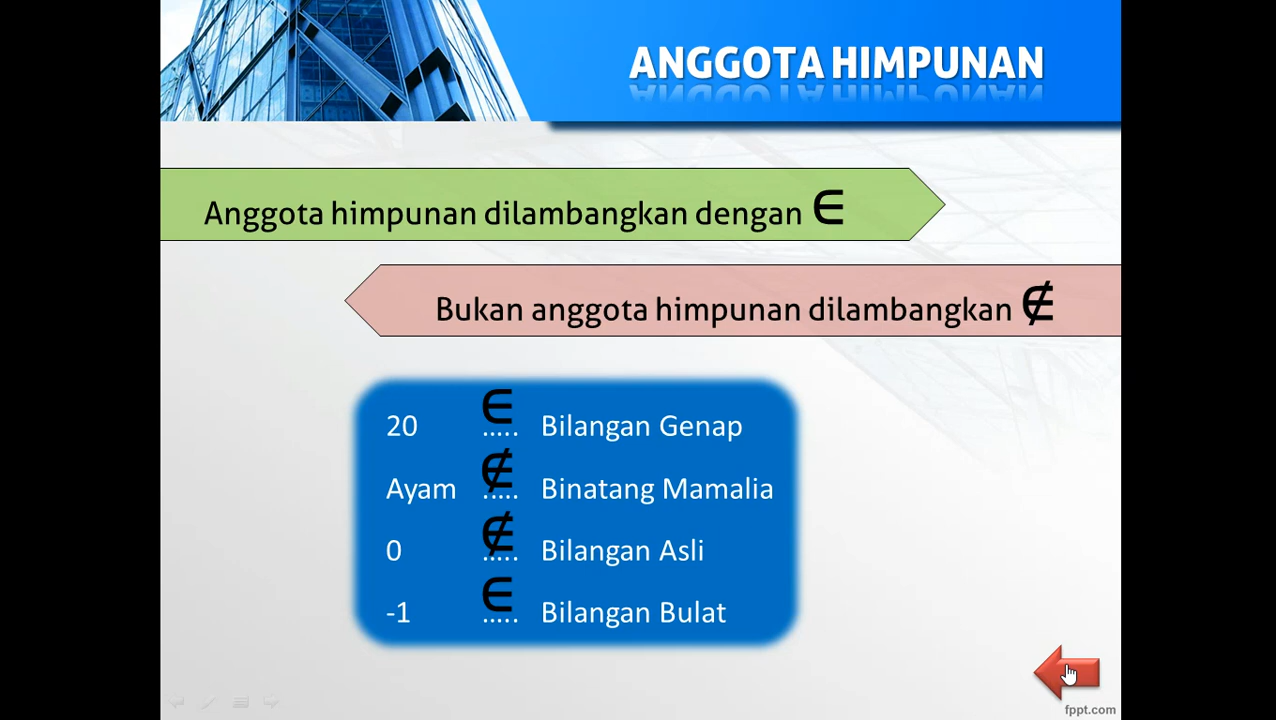 ANGGOTA HIMPUNAN
Anggota himpunan dilambangkan dengan ∈
Bukan anggota himpunan dilambangkan ∉
20 ∈ ..... Bilangan Genap
Ayam ∉ ..... Binatang Mamalia
0 ∉ ..... Bilangan Asli
-1 ∈ ..... Bilangan Bulat
fppt.com